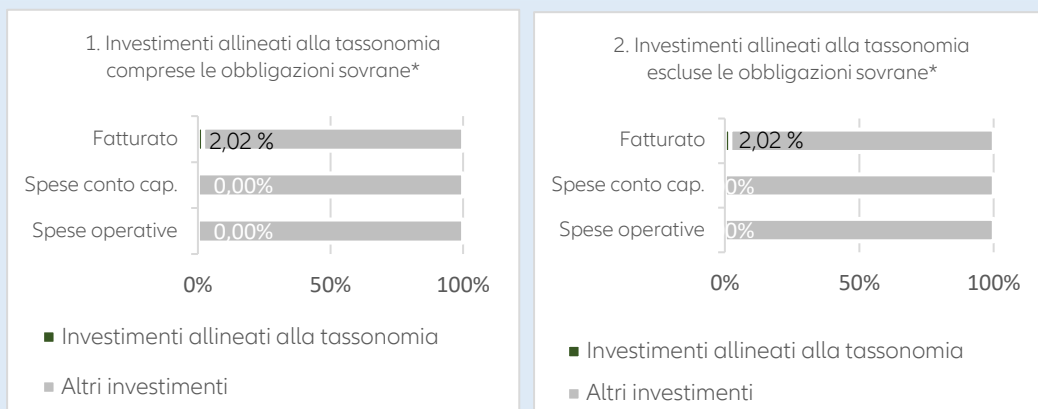 1. Investimenti allineati alla tassonomia
comprese le obbligazioni sovrane*
Fatturato
2,02 %
Spese conto cap.
0,00%
Spese operative
0,00%
0%
50%
100%
Investimenti allineati alla tassonomia
Altri investimenti
2. Investimenti allineati alla tassonomia
escluse le obbligazioni sovrane*
Fatturato
2,02 %
Spese conto cap.
0%
Spese operative
0%
0%
50%
100%
Investimenti allineati alla tassonomia
Altri investimenti